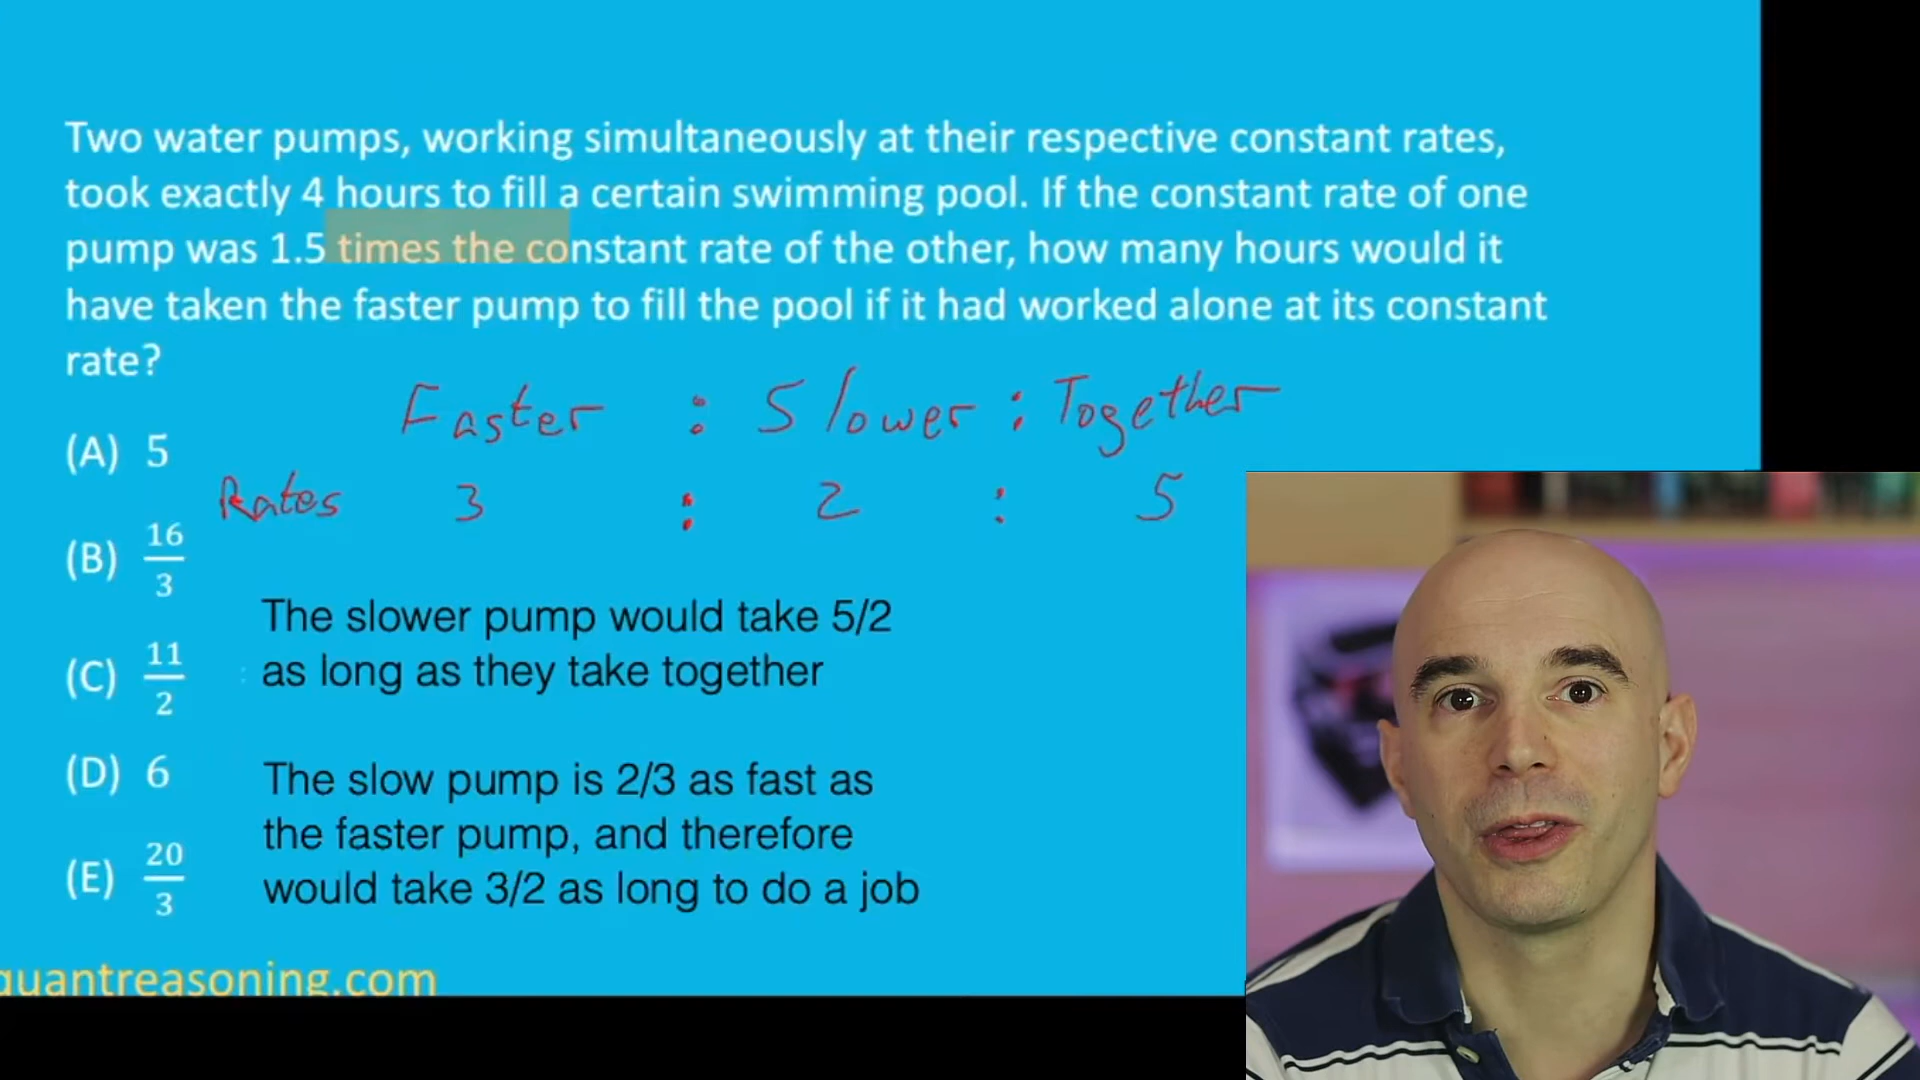 Two water pumps, working simultaneously at their respective constant rates,
took exactly 4 hours to fill a certain swimming pool. If the constant rate of one
pump was 1.5 times the constant rate of the other, how many hours would it
have taken the faster pump to fill the pool if it had worked alone at its constant
rate?
Faster : Slower : Together
(A) 5
Rates 3 : 2 : 5
(B) 16/3
The slower pump would take 5/2
as long as they take together
(C) 11/2
(D) 6
The slow pump is 2/3 as fast as
the faster pump, and therefore
would take 3/2 as long to do a job
(E) 20/3
quantreasoning.com